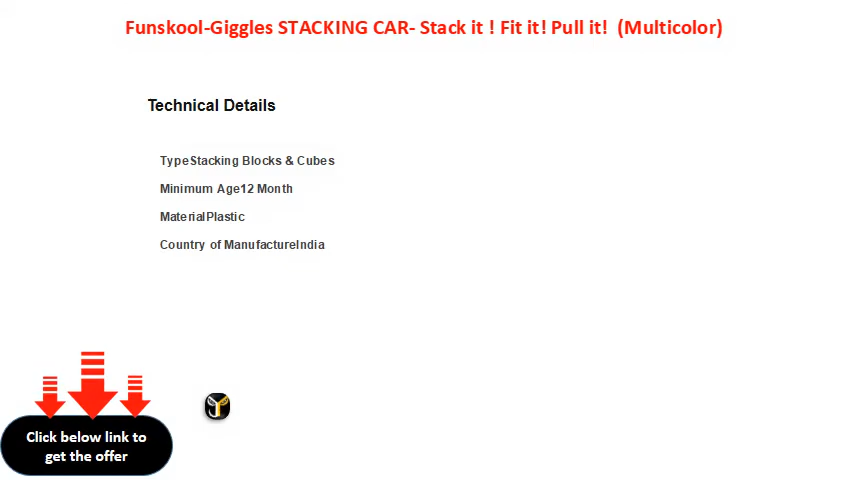 Funskool-Giggles STACKING CAR- Stack it ! Fit it! Pull it!  (Multicolor)
Technical Details
TypeStacking Blocks & Cubes
Minimum Age12 Month
MaterialPlastic
Country of ManufactureIndia
Click below link to
get the offer